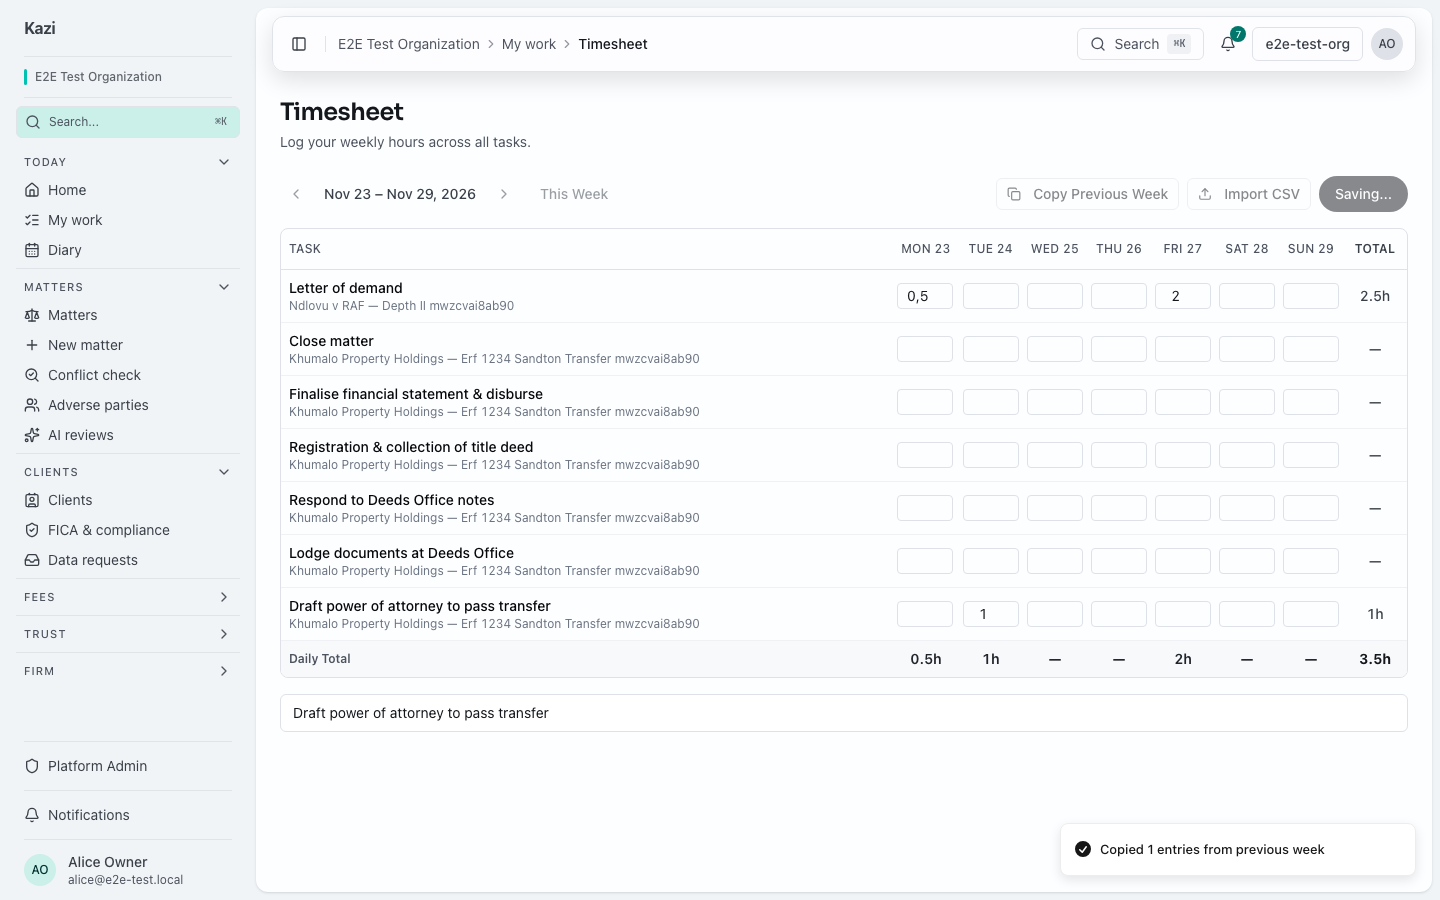 Kazi
E2E Test Organization
Search... ⌘K
TODAY
Home
My work
Diary
MATTERS
Matters
New matter
Conflict check
Adverse parties
AI reviews
CLIENTS
Clients
FICA & compliance
Data requests
FEES
TRUST
FIRM
Platform Admin
Notifications
AO
Alice Owner
alice@e2e-test.local
E2E Test Organization > My work > Timesheet
Search ⌘K
7
e2e-test-org
AO
Timesheet
Log your weekly hours across all tasks.
Nov 23 – Nov 29, 2026
This Week
Copy Previous Week
Import CSV
Saving...
TASK MON 23 TUE 24 WED 25 THU 26 FRI 27 SAT 28 SUN 29 TOTAL
Letter of demand
Ndlovu v RAF — Depth II mwzcvai8ab90
0,5 2 2.5h
Close matter
Khumalo Property Holdings — Erf 1234 Sandton Transfer mwzcvai8ab90
—
Finalise financial statement & disburse
Khumalo Property Holdings — Erf 1234 Sandton Transfer mwzcvai8ab90
—
Registration & collection of title deed
Khumalo Property Holdings — Erf 1234 Sandton Transfer mwzcvai8ab90
—
Respond to Deeds Office notes
Khumalo Property Holdings — Erf 1234 Sandton Transfer mwzcvai8ab90
—
Lodge documents at Deeds Office
Khumalo Property Holdings — Erf 1234 Sandton Transfer mwzcvai8ab90
—
Draft power of attorney to pass transfer
Khumalo Property Holdings — Erf 1234 Sandton Transfer mwzcvai8ab90
1 1h
Daily Total 0.5h 1h — — 2h — — 3.5h
Draft power of attorney to pass transfer
Copied 1 entries from previous week